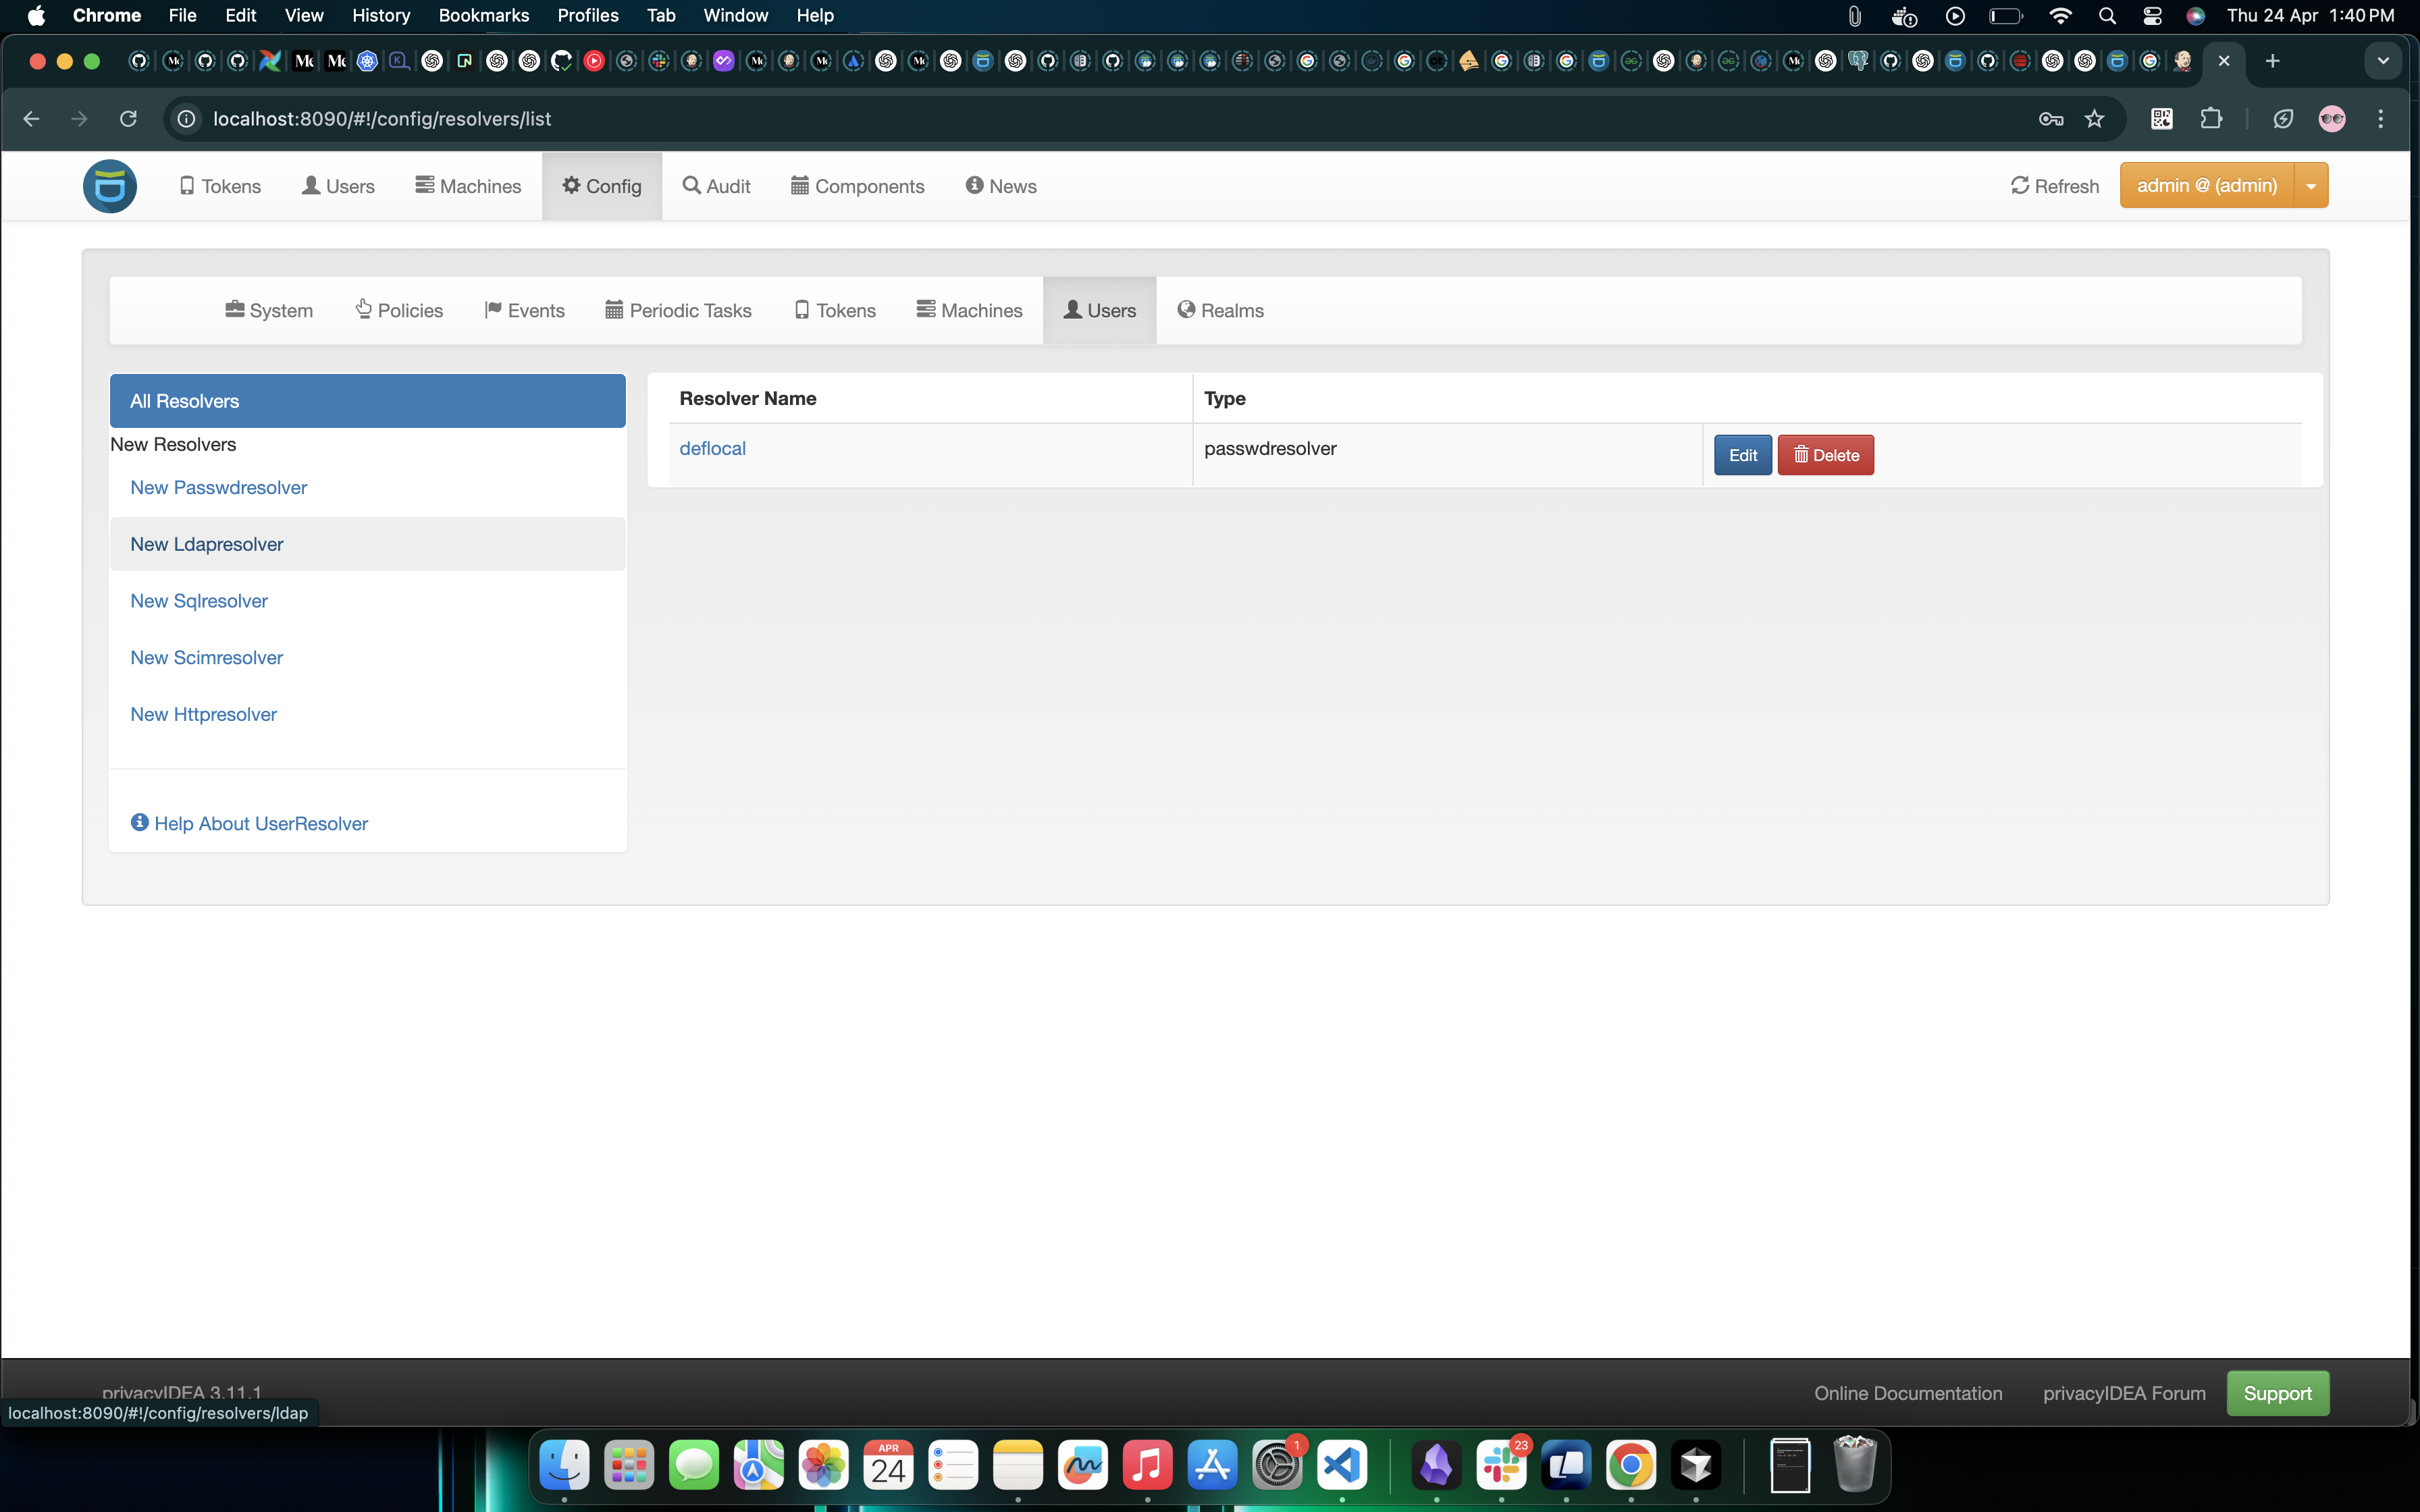 Chrome File Edit View History Bookmarks Profiles Tab Window Help Thu 24 Apr 1:40 PM
localhost:8090/#!/config/resolvers/list
Tokens Users Machines Config Audit Components News Refresh admin @ (admin)
System Policies Events Periodic Tasks Tokens Machines Users Realms
All Resolvers
New Resolvers
New Passwdresolver
New Ldapresolver
New Sqlresolver
New Scimresolver
New Httpresolver
Help About UserResolver
Resolver Name Type
deflocal passwdresolver Edit Delete
privacyIDEA 3.11.1 Online Documentation privacyIDEA Forum Support
localhost:8090/#!/config/resolvers/ldap
APR
24
1
23